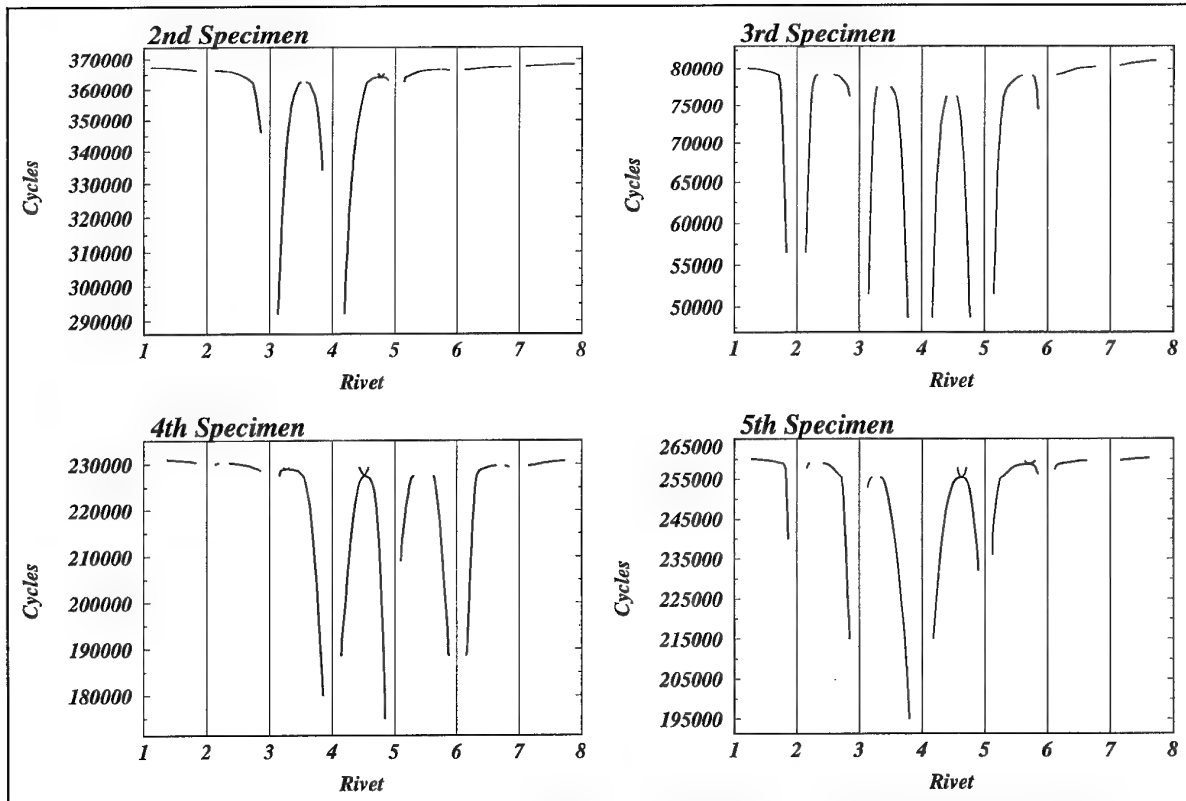 2nd Specimen
370000
360000
350000
340000
330000
320000
310000
300000
290000
Cycles
1 2 3 4 5 6 7 8
Rivet
3rd Specimen
80000
75000
70000
65000
60000
55000
50000
Cycles
1 2 3 4 5 6 7 8
Rivet
4th Specimen
230000
220000
210000
200000
190000
180000
Cycles
1 2 3 4 5 6 7 8
Rivet
5th Specimen
265000
255000
245000
235000
225000
215000
205000
195000
Cycles
1 2 3 4 5 6 7 8
Rivet